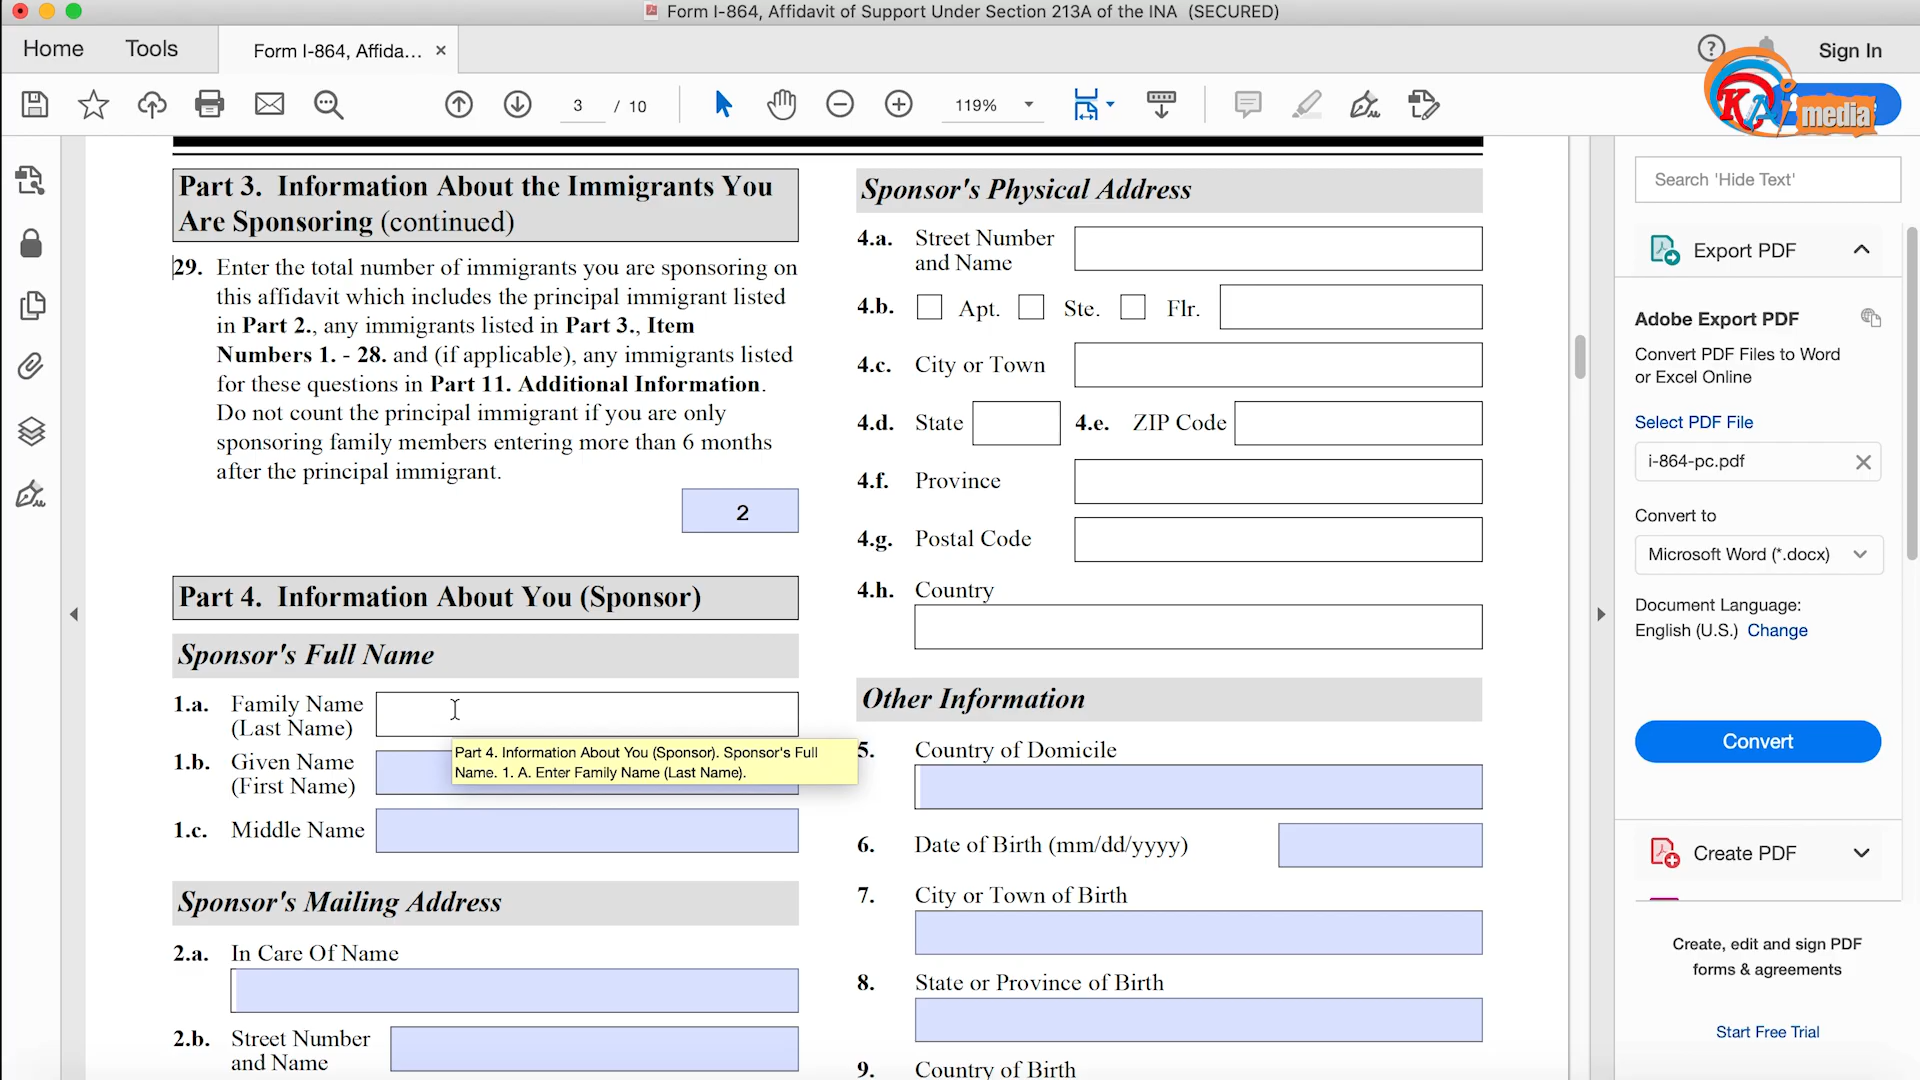 Form I-864, Affidavit of Support Under Section 213A of the INA (SECURED)
Home
Tools
Form I-864, Affida... ×
?
Sign In
3 / 10
119%
KAI media
Part 3. Information About the Immigrants You
Are Sponsoring (continued)
29. Enter the total number of immigrants you are sponsoring on
this affidavit which includes the principal immigrant listed
in Part 2., any immigrants listed in Part 3., Item
Numbers 1. - 28. and (if applicable), any immigrants listed
for these questions in Part 11. Additional Information.
Do not count the principal immigrant if you are only
sponsoring family members entering more than 6 months
after the principal immigrant.
2
Part 4. Information About You (Sponsor)
Sponsor's Full Name
1.a. Family Name
(Last Name)
Part 4. Information About You (Sponsor). Sponsor's Full
Name. 1. A. Enter Family Name (Last Name).
1.b. Given Name
(First Name)
1.c. Middle Name
Sponsor's Mailing Address
2.a. In Care Of Name
2.b. Street Number
and Name
Sponsor's Physical Address
4.a. Street Number
and Name
4.b. Apt. Ste. Flr.
4.c. City or Town
4.d. State 4.e. ZIP Code
4.f. Province
4.g. Postal Code
4.h. Country
Other Information
5. Country of Domicile
6. Date of Birth (mm/dd/yyyy)
7. City or Town of Birth
8. State or Province of Birth
9. Country of Birth
Search 'Hide Text'
Export PDF
Adobe Export PDF
Convert PDF Files to Word
or Excel Online
Select PDF File
i-864-pc.pdf
Convert to
Microsoft Word (*.docx)
Document Language:
English (U.S.) Change
Convert
Create PDF
Create, edit and sign PDF
forms & agreements
Start Free Trial